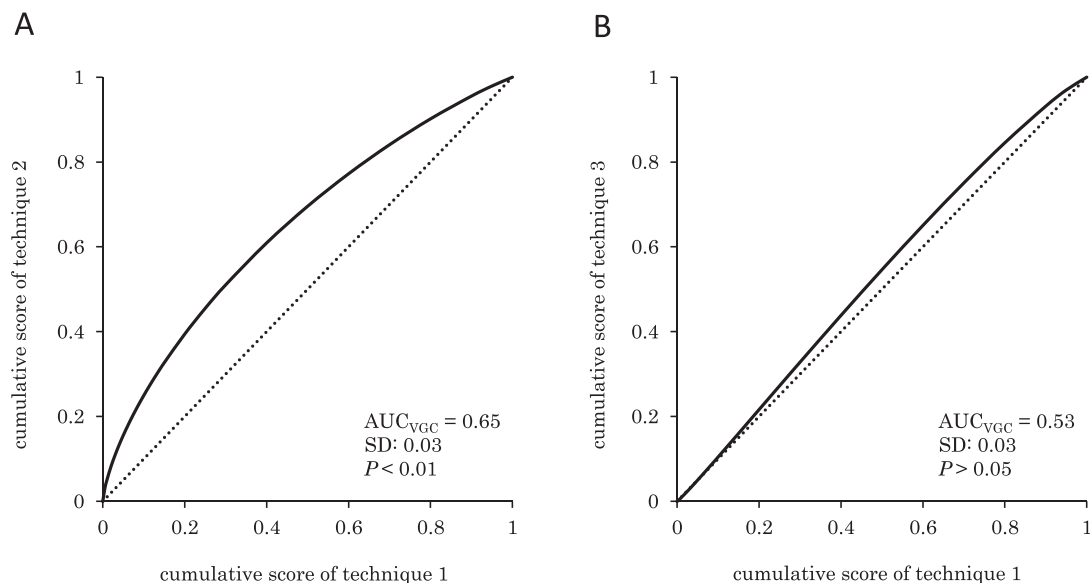 A
cumulative score of technique 2
1
0.8
0.6
0.4
0.2
0
0
0.2
0.4
0.6
0.8
1
AUCVGC = 0.65
SD: 0.03
P < 0.01
cumulative score of technique 1
B
cumulative score of technique 3
1
0.8
0.6
0.4
0.2
0
0
0.2
0.4
0.6
0.8
1
AUCVGC = 0.53
SD: 0.03
P > 0.05
cumulative score of technique 1